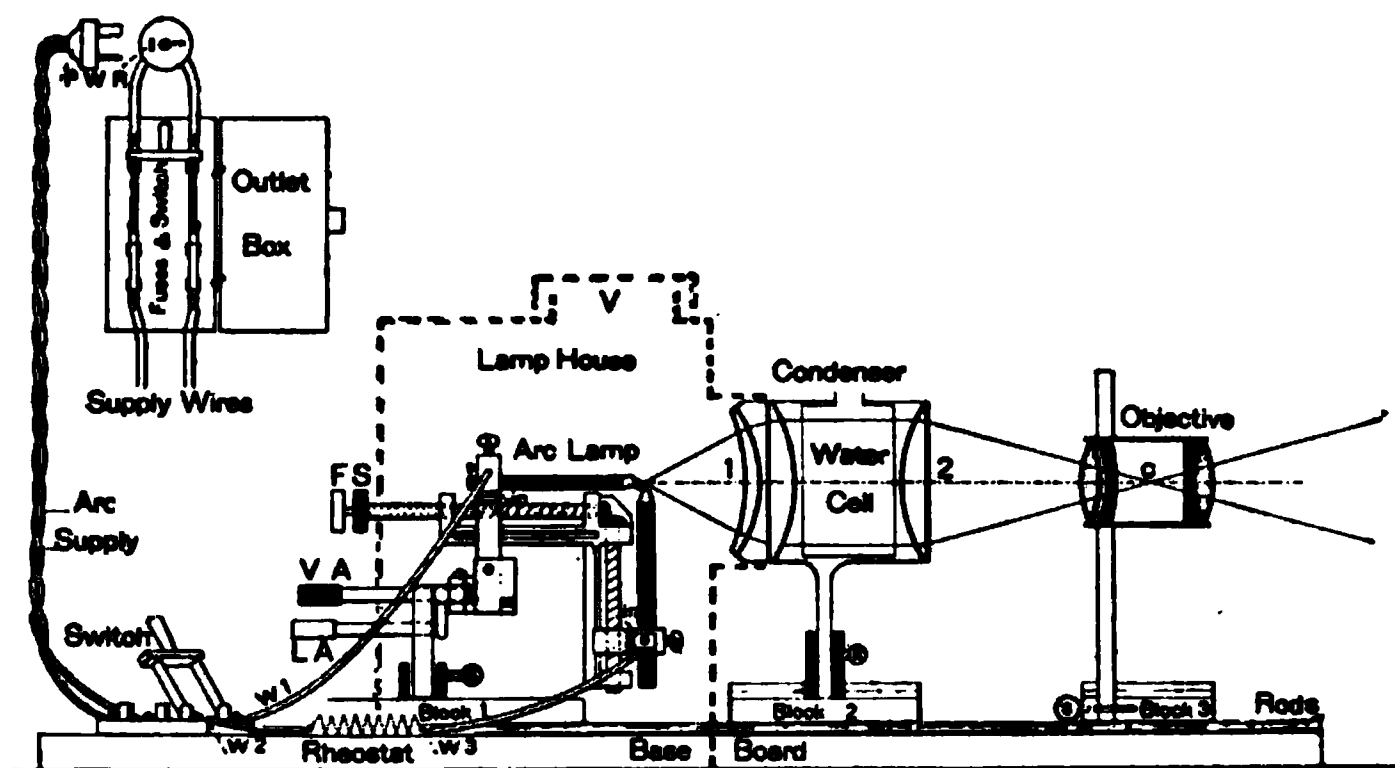 + W R
Outlet
Box
Fuses & Switch
Supply Wires
V
Lamp House
Condenser
Objective
Arc Lamp
F S
1
Water
Cell
2
c
Arc
Supply
V A
L A
Switch
W 1
Block 1
Block 2
Block 3
Rods
W 2
Rheostat
W 3
Base
Board